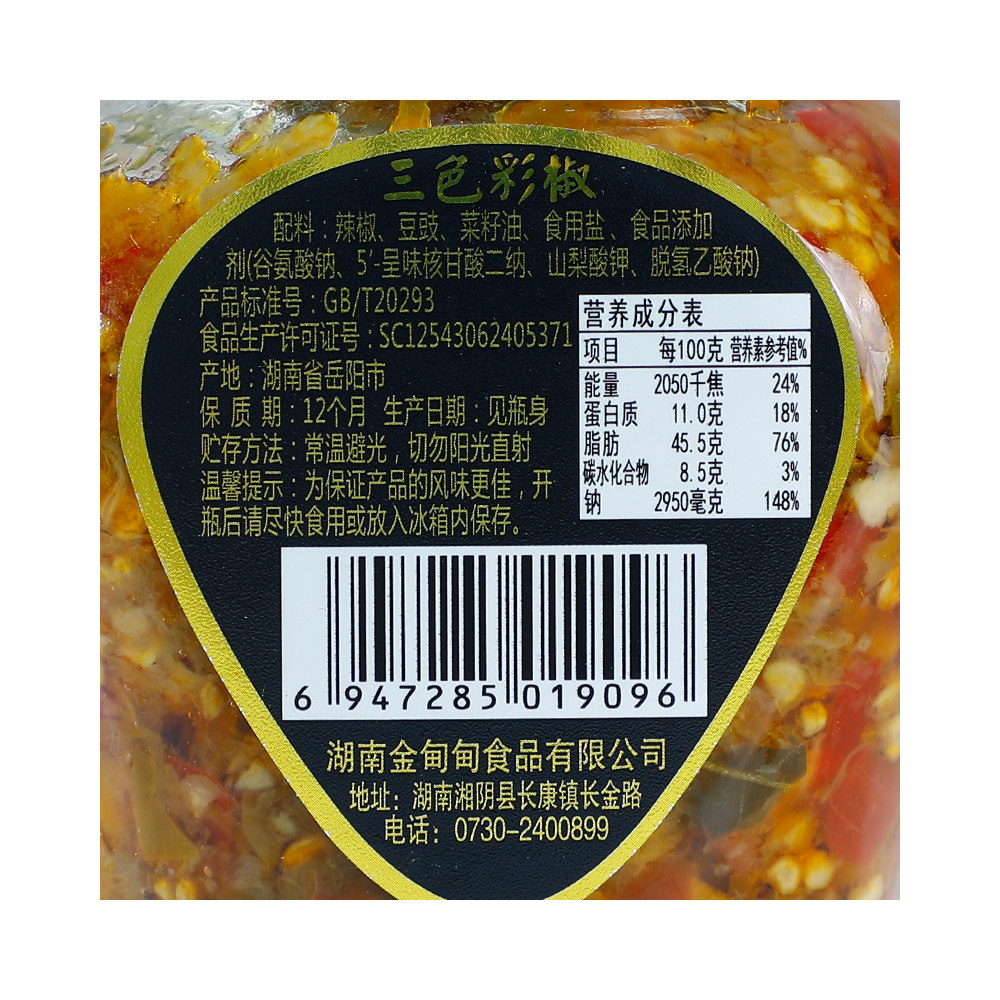 三色彩椒
配料：辣椒、豆豉、菜籽油、食用盐、食品添加
剂(谷氨酸钠、5′-呈味核甘酸二纳、山梨酸钾、脱氢乙酸钠)
产品标准号：GB/T20293
食品生产许可证号：SC12543062405371
产地：湖南省岳阳市
保 质 期：12个月 生产日期：见瓶身
贮存方法：常温避光，切勿阳光直射
温馨提示：为保证产品的风味更佳，开
瓶后请尽快食用或放入冰箱内保存。
营养成分表
项目 每100克 营养素参考值%
能量 2050千焦 24%
蛋白质 11.0克 18%
脂肪 45.5克 76%
碳水化合物 8.5克 3%
钠 2950毫克 148%
6 947285 019096
湖南金甸甸食品有限公司
地址：湖南湘阴县长康镇长金路
电话：0730-2400899